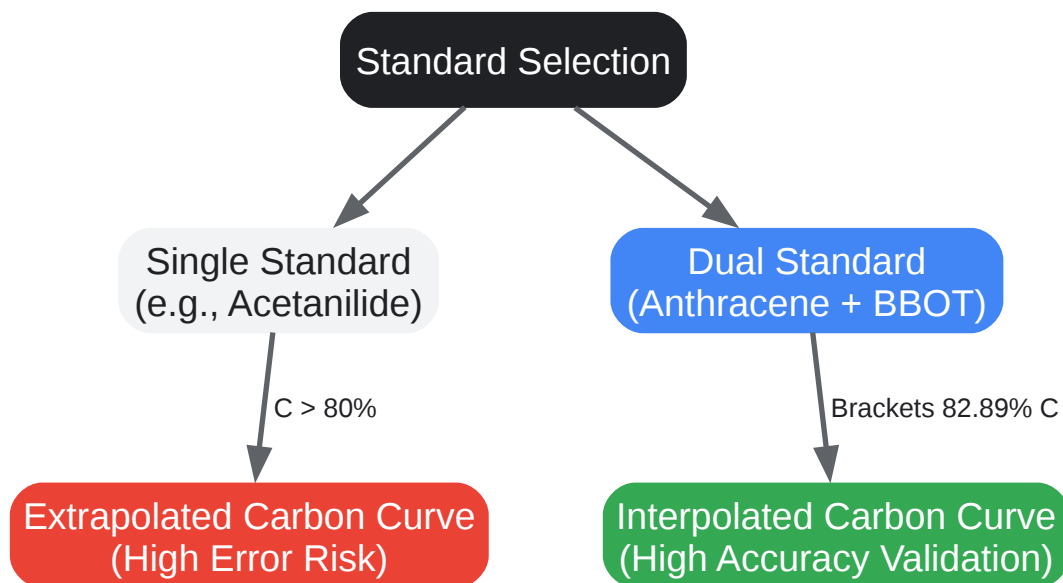 Standard Selection
Single Standard
(e.g., Acetanilide)
Dual Standard
(Anthracene + BBOT)
C > 80%
Brackets 82.89% C
Extrapolated Carbon Curve
(High Error Risk)
Interpolated Carbon Curve
(High Accuracy Validation)